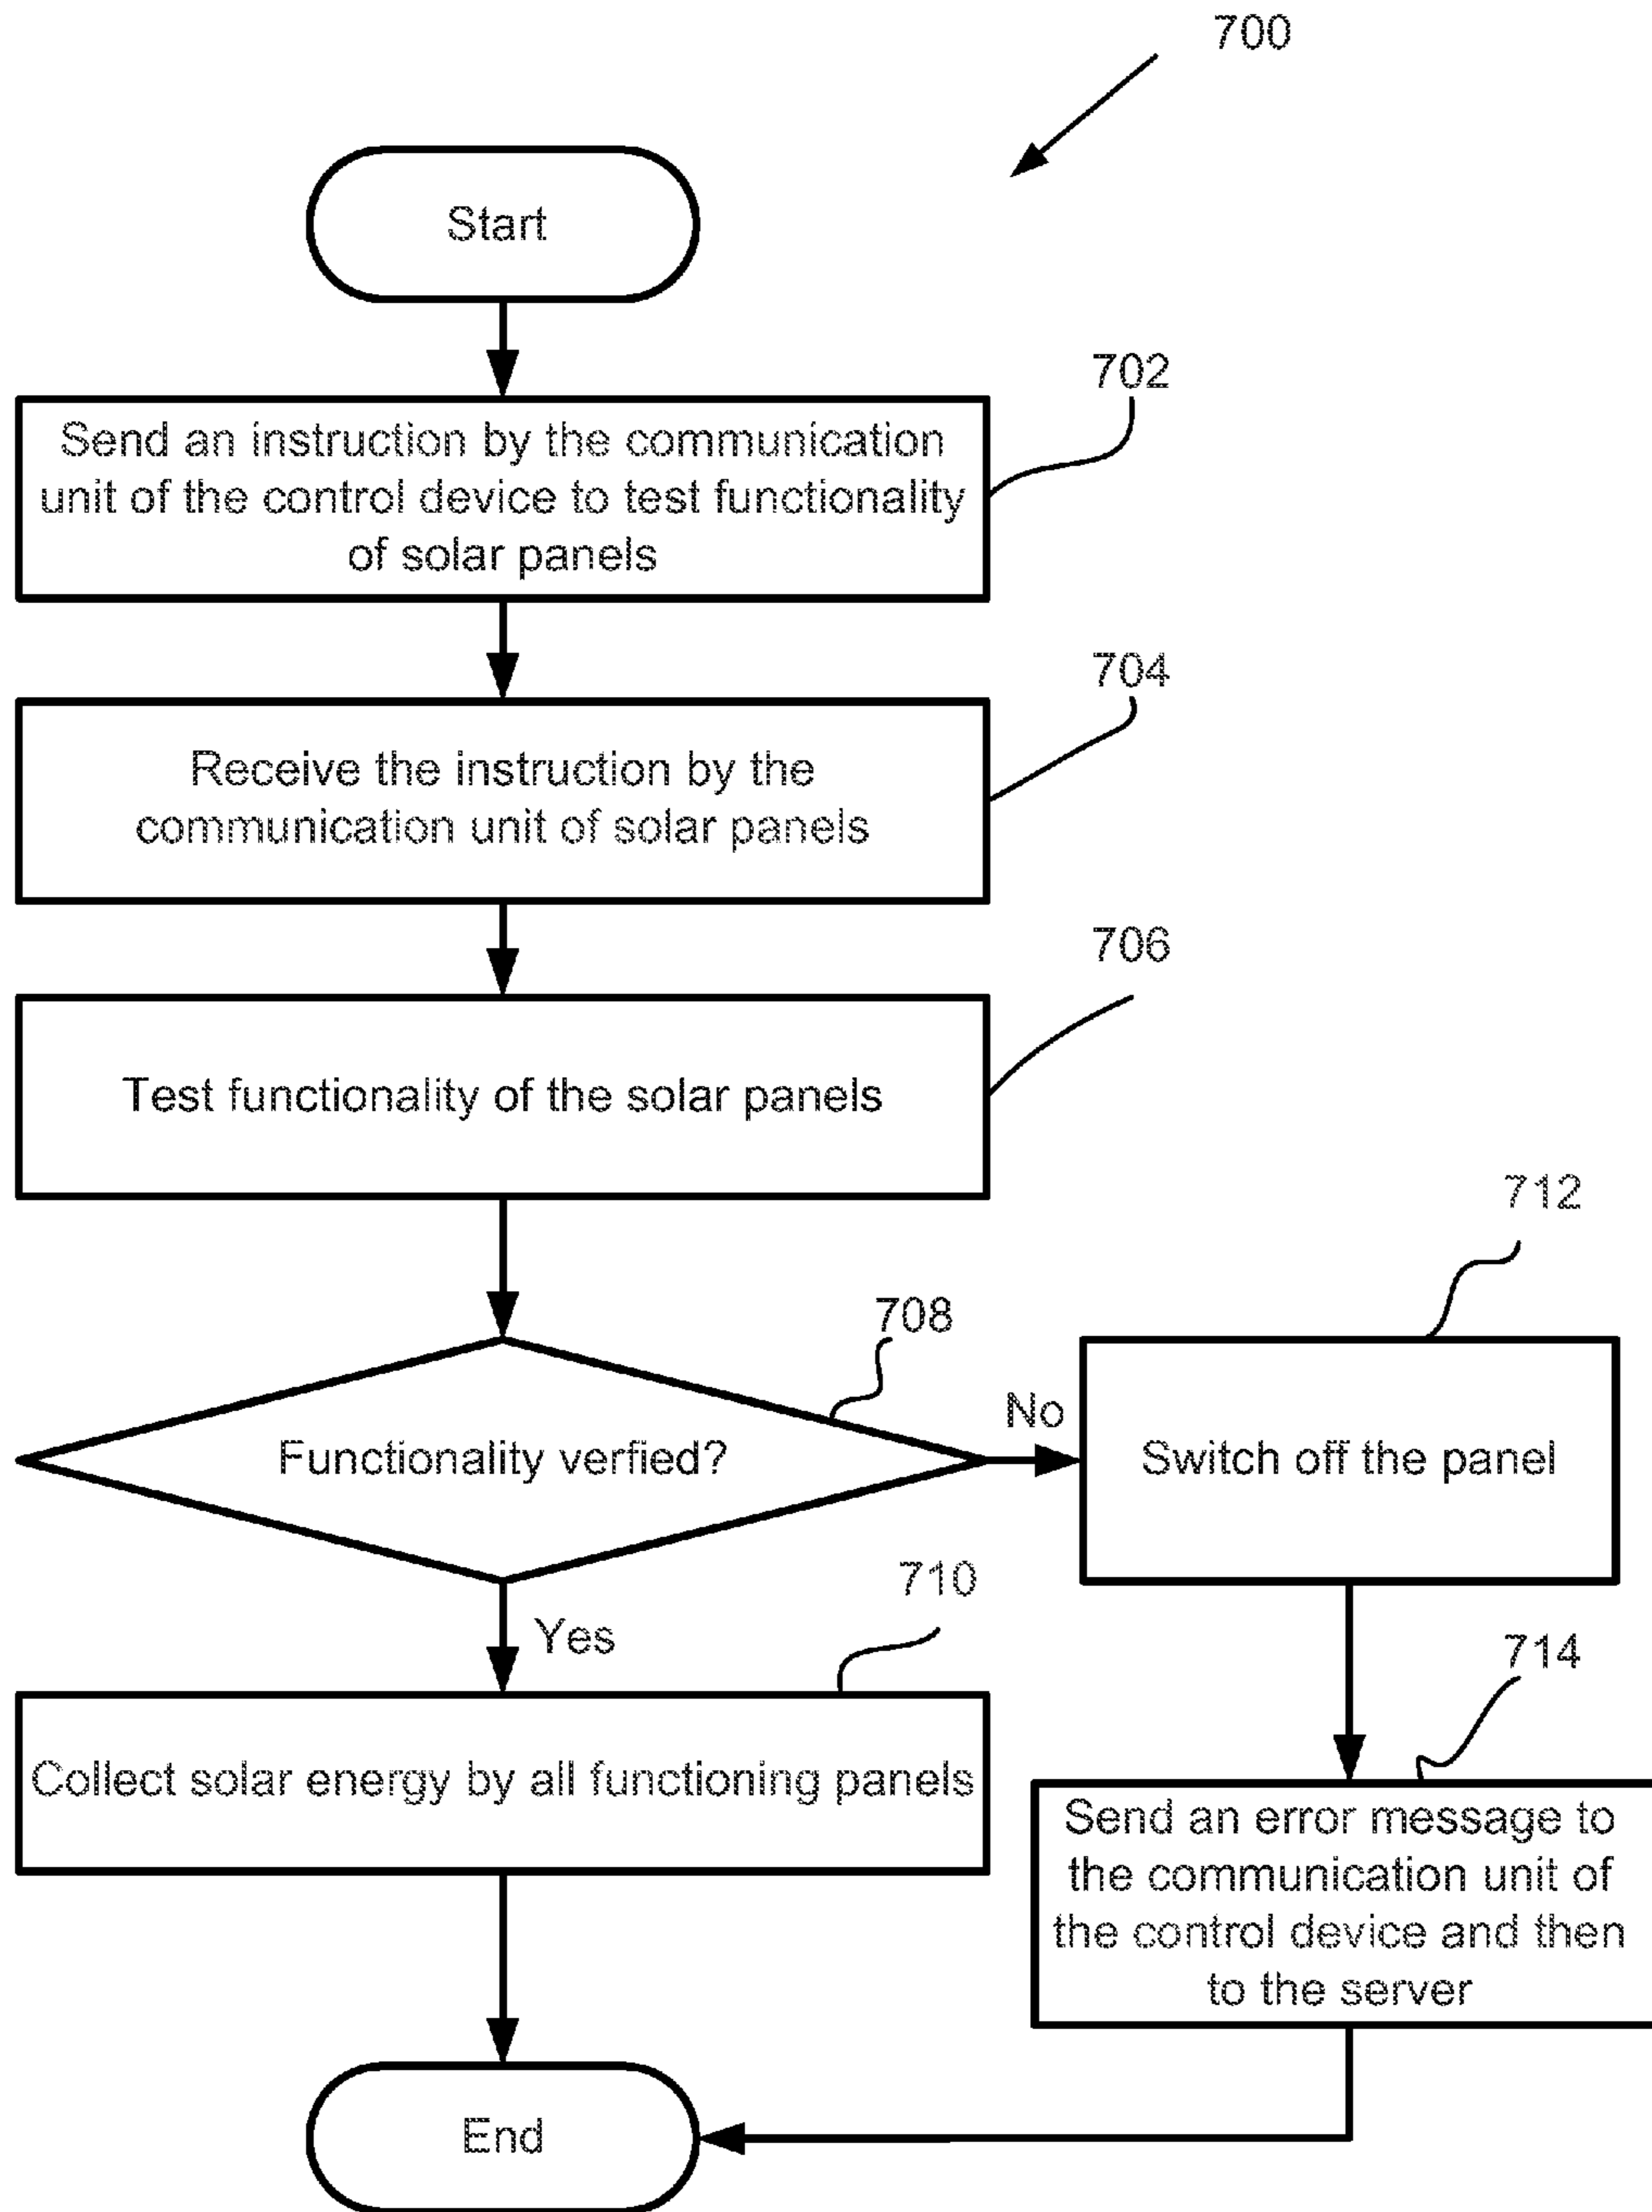 700
Start
702
Send an instruction by the communication
unit of the control device to test functionality
of solar panels
704
Receive the instruction by the
communication unit of solar panels
706
Test functionality of the solar panels
712
708
No
Functionality verfied?
Switch off the panel
710
Yes
714
Collect solar energy by all functioning panels
Send an error message to
the communication unit of
the control device and then
to the server
End